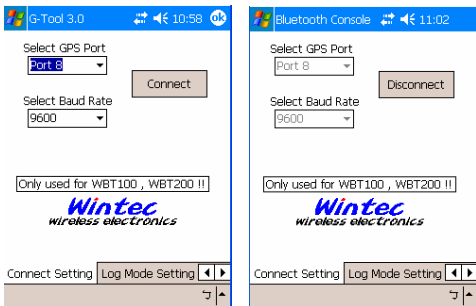 G-Tool 3.0 10:58 ok
Select GPS Port
Port 8
Connect
Select Baud Rate
9600
Only used for WBT100 , WBT200 !!
Wintec
wireless electronics
Connect Setting Log Mode Setting
Bluetooth Console 11:02
Select GPS Port
Port 8
Disconnect
Select Baud Rate
9600
Only used for WBT100 , WBT200 !!
Wintec
wireless electronics
Connect Setting Log Mode Setting